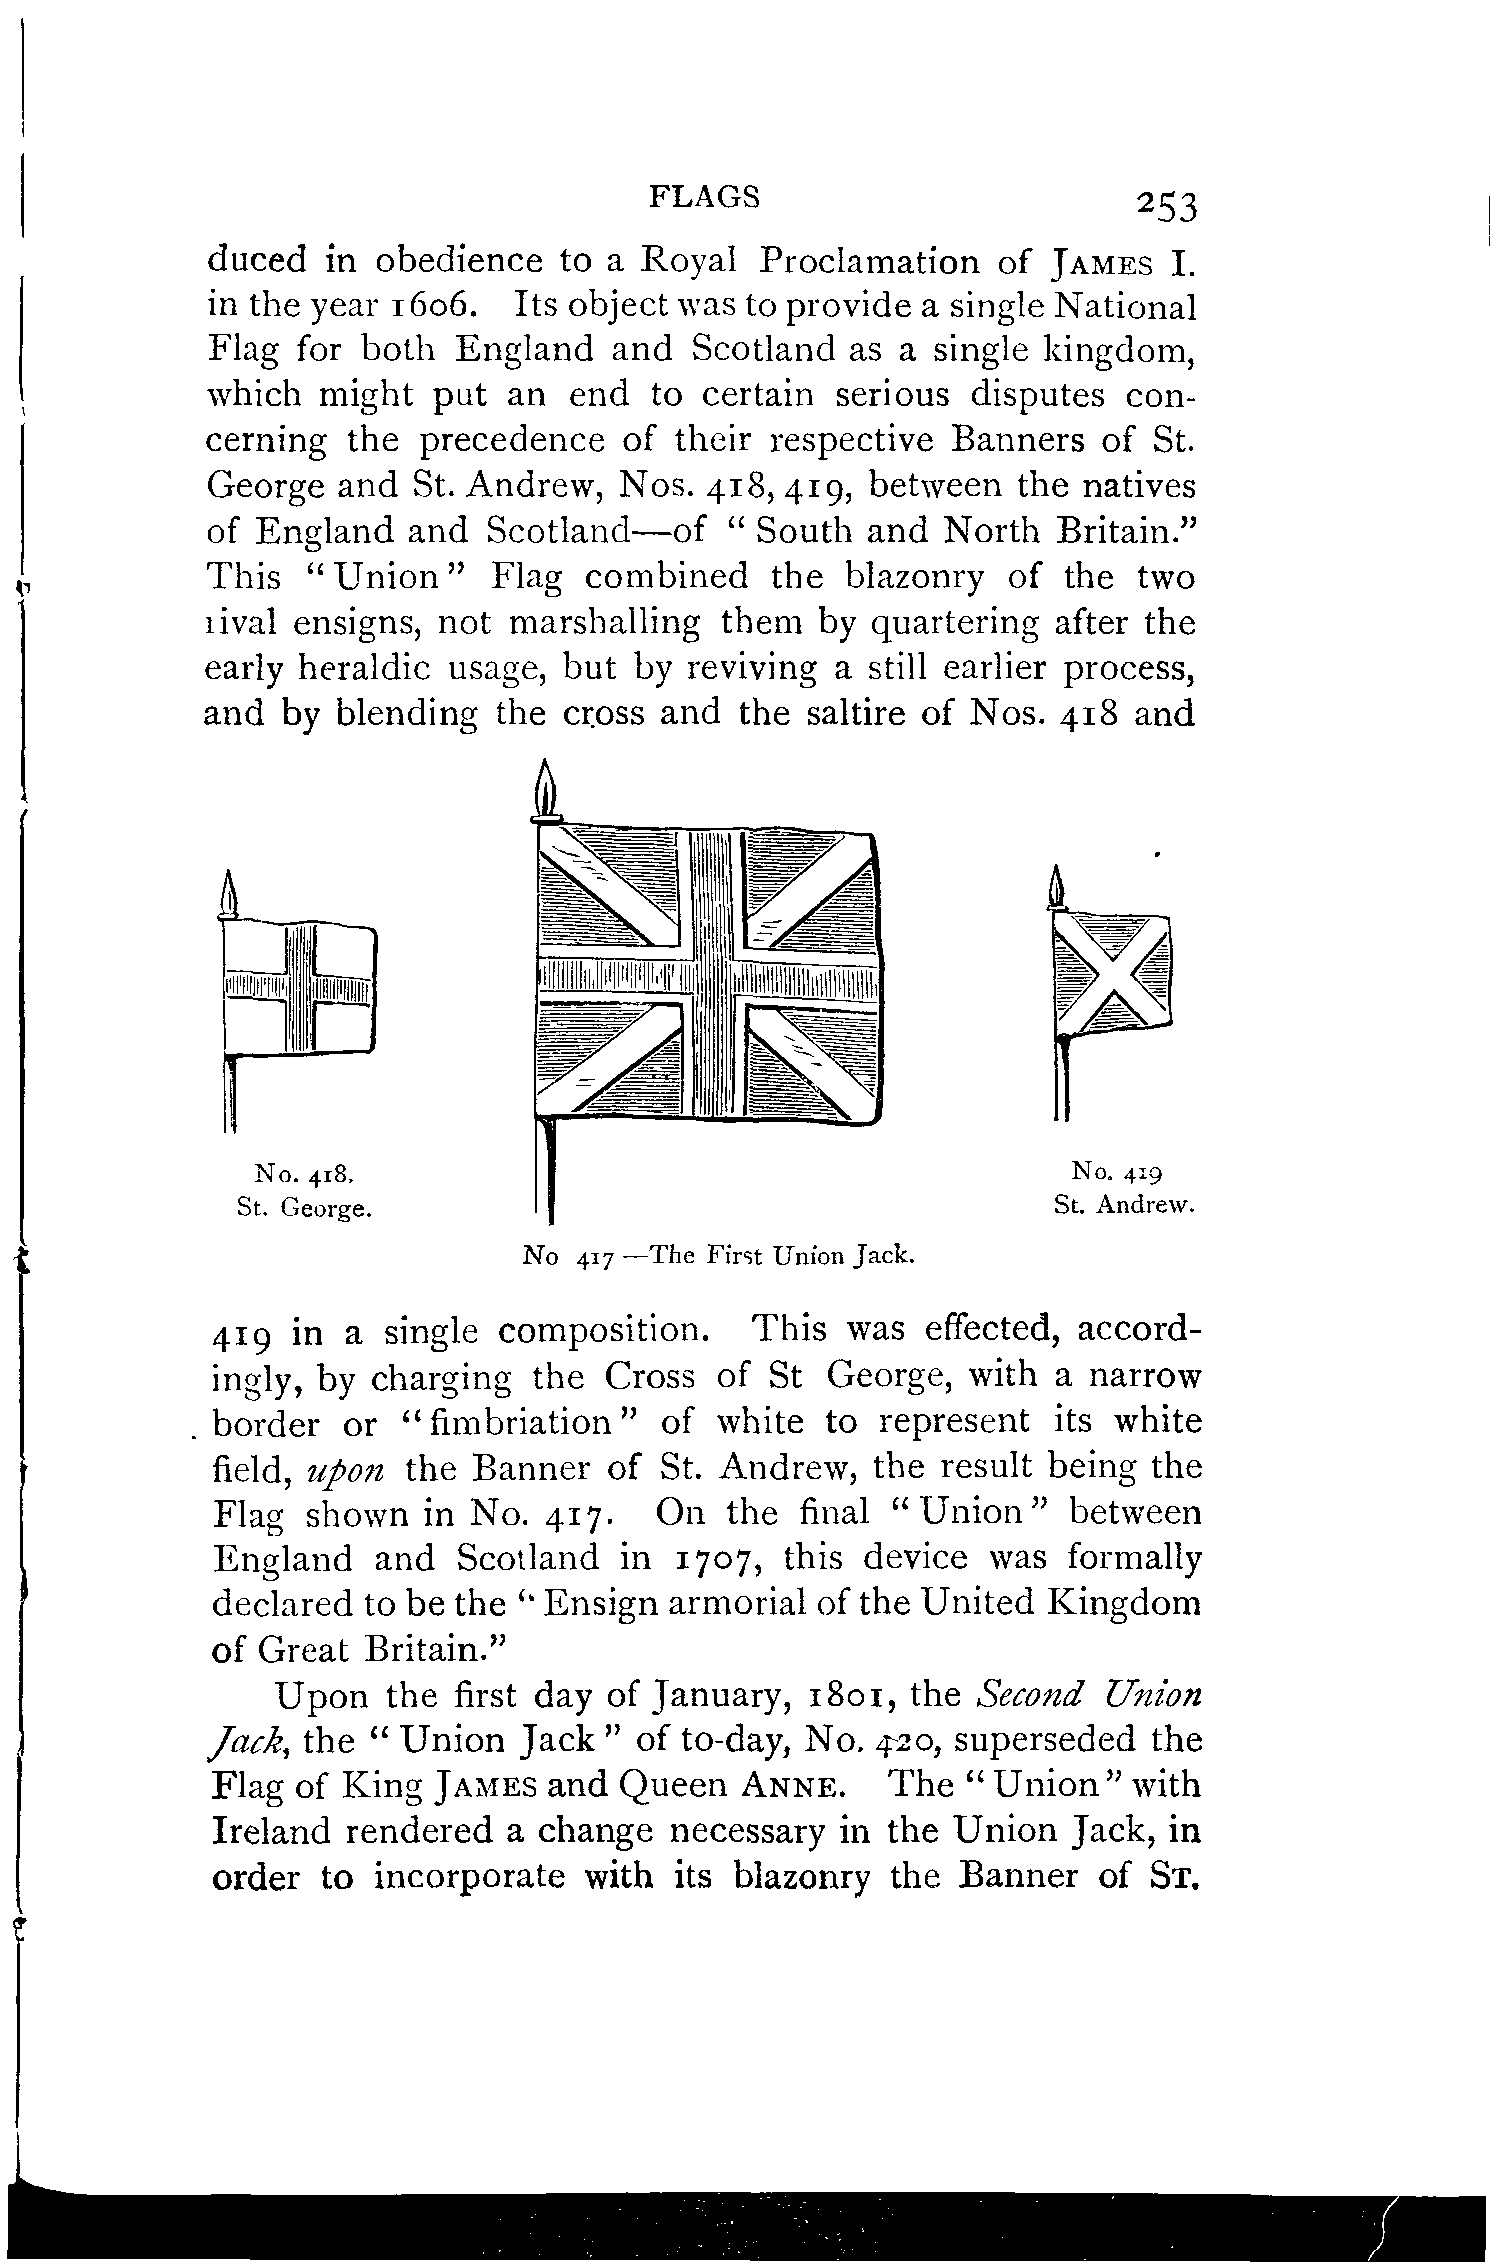 FLAGS 253
duced in obedience to a Royal Proclamation of JAMES I.
in the year 1606. Its object was to provide a single National
Flag for both England and Scotland as a single kingdom,
which might put an end to certain serious disputes con-
cerning the precedence of their respective Banners of St.
George and St. Andrew, Nos. 418, 419, between the natives
of England and Scotland—of “ South and North Britain.”
This “ Union ” Flag combined the blazonry of the two
rival ensigns, not marshalling them by quartering after the
early heraldic usage, but by reviving a still earlier process,
and by blending the cross and the saltire of Nos. 418 and
No. 418.
St. George.
No. 419
St. Andrew.
No 417 —The First Union Jack.
419 in a single composition. This was effected, accord-
ingly, by charging the Cross of St George, with a narrow
border or “ fimbriation ” of white to represent its white
field, upon the Banner of St. Andrew, the result being the
Flag shown in No. 417. On the final “ Union ” between
England and Scotland in 1707, this device was formally
declared to be the “ Ensign armorial of the United Kingdom
of Great Britain.”
Upon the first day of January, 1801, the Second Union
Jack, the “ Union Jack ” of to-day, No. 420, superseded the
Flag of King JAMES and Queen ANNE. The “ Union ” with
Ireland rendered a change necessary in the Union Jack, in
order to incorporate with its blazonry the Banner of ST.